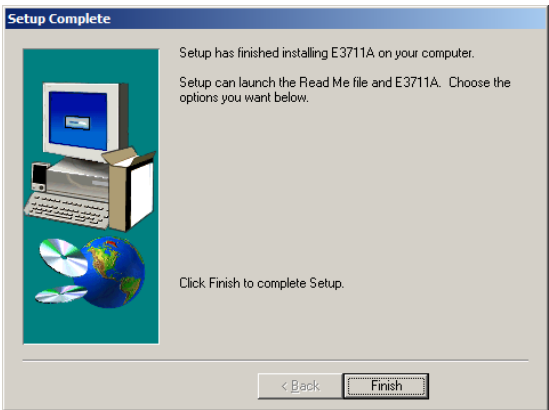 Setup Complete
Setup has finished installing E3711A on your computer.
Setup can launch the Read Me file and E3711A. Choose the
options you want below.
Click Finish to complete Setup.
< Back
Finish